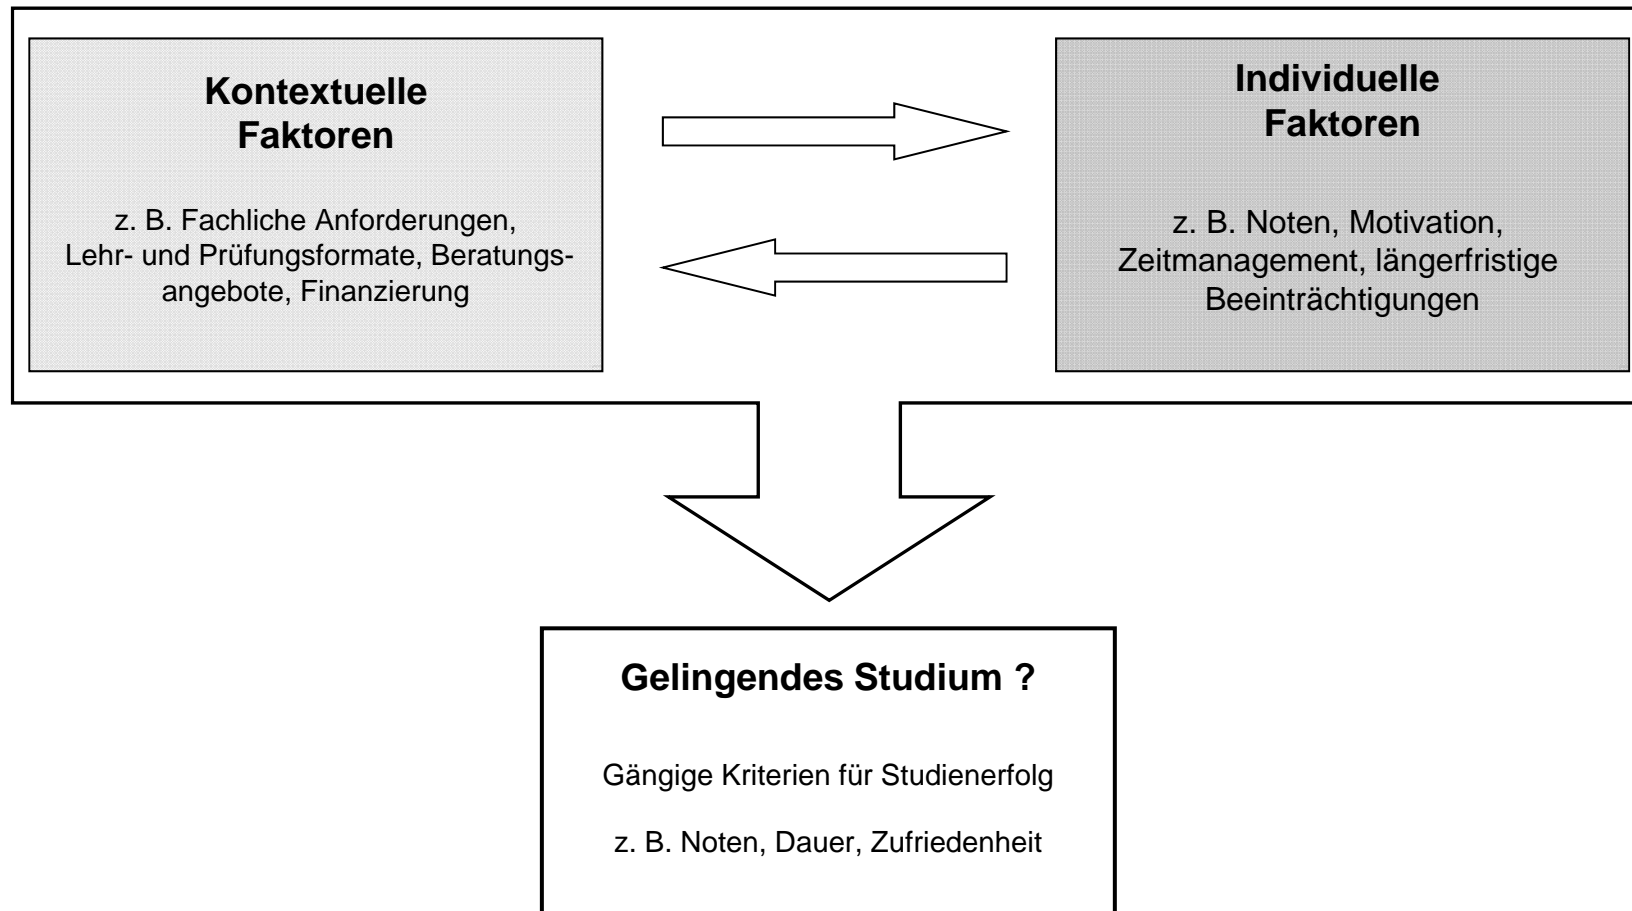 Kontextuelle
Faktoren
z. B. Fachliche Anforderungen,
Lehr- und Prüfungsformate, Beratungs-
angebote, Finanzierung
Individuelle
Faktoren
z. B. Noten, Motivation,
Zeitmanagement, längerfristige
Beeinträchtigungen
Gelingendes Studium ?
Gängige Kriterien für Studienerfolg
z. B. Noten, Dauer, Zufriedenheit